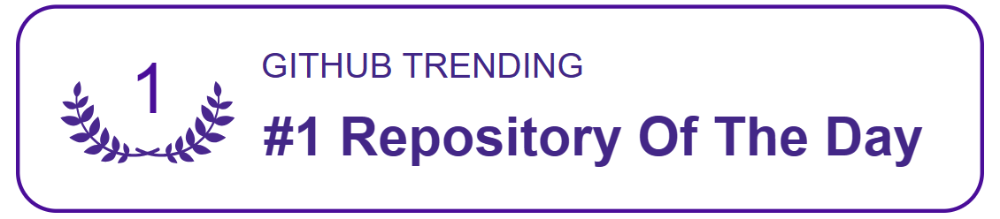 1
GITHUB TRENDING
#1 Repository Of The Day